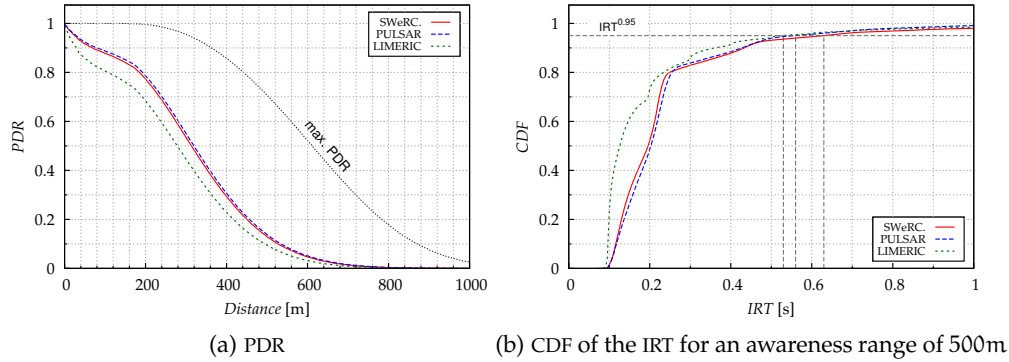 1
0.8
0.6
0.4
0.2
0
PDR
0 200 400 600 800 1000
Distance [m]
SWeRC.
PULSAR
LIMERIC
max. PDR
(a) PDR
1
0.8
0.6
0.4
0.2
0
CDF
0 0.2 0.4 0.6 0.8 1
IRT [s]
IRT^0.95
SWeRC.
PULSAR
LIMERIC
(b) CDF of the IRT for an awareness range of 500m